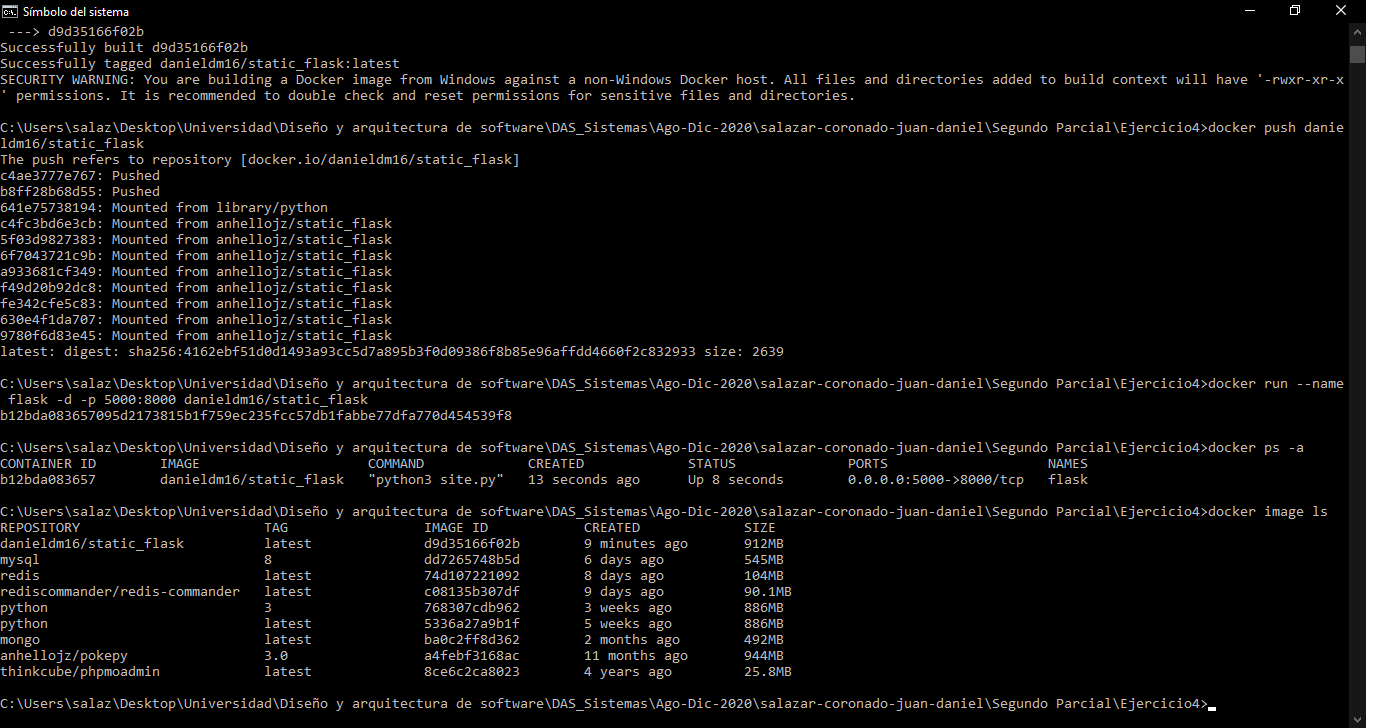 Símbolo del sistema
---> d9d35166f02b
Successfully built d9d35166f02b
Successfully tagged danieldm16/static_flask:latest
SECURITY WARNING: You are building a Docker image from Windows against a non-Windows Docker host. All files and directories added to build context will have '-rwxr-xr-x
' permissions. It is recommended to double check and reset permissions for sensitive files and directories.
C:\Users\salaz\Desktop\Universidad\Diseño y arquitectura de software\DAS_Sistemas\Ago-Dic-2020\salazar-coronado-juan-daniel\Segundo Parcial\Ejercicio4>docker push danie
ldm16/static_flask
The push refers to repository [docker.io/danieldm16/static_flask]
c4ae3777e767: Pushed
b8ff28b68d55: Pushed
641e75738194: Mounted from library/python
c4fc3bd6e3cb: Mounted from anhellojz/static_flask
5f03d9827383: Mounted from anhellojz/static_flask
6f7043721c9b: Mounted from anhellojz/static_flask
a933681cf349: Mounted from anhellojz/static_flask
f49d20b92dc8: Mounted from anhellojz/static_flask
fe342cfe5c83: Mounted from anhellojz/static_flask
630e4f1da707: Mounted from anhellojz/static_flask
9780f6d83e45: Mounted from anhellojz/static_flask
latest: digest: sha256:4162ebf51d0d1493a93cc5d7a895b3f0d09386f8b85e96affdd4660f2c832933 size: 2639
C:\Users\salaz\Desktop\Universidad\Diseño y arquitectura de software\DAS_Sistemas\Ago-Dic-2020\salazar-coronado-juan-daniel\Segundo Parcial\Ejercicio4>docker run --name
flask -d -p 5000:8000 danieldm16/static_flask
b12bda083657095d2173815b1f759ec235fcc57db1fabbe77dfa770d454539f8
C:\Users\salaz\Desktop\Universidad\Diseño y arquitectura de software\DAS_Sistemas\Ago-Dic-2020\salazar-coronado-juan-daniel\Segundo Parcial\Ejercicio4>docker ps -a
CONTAINER ID IMAGE COMMAND CREATED STATUS PORTS NAMES
b12bda083657 danieldm16/static_flask "python3 site.py" 13 seconds ago Up 8 seconds 0.0.0.0:5000->8000/tcp flask
C:\Users\salaz\Desktop\Universidad\Diseño y arquitectura de software\DAS_Sistemas\Ago-Dic-2020\salazar-coronado-juan-daniel\Segundo Parcial\Ejercicio4>docker image ls
REPOSITORY TAG IMAGE ID CREATED SIZE
danieldm16/static_flask latest d9d35166f02b 9 minutes ago 912MB
mysql 8 dd7265748b5d 6 days ago 545MB
redis latest 74d107221092 8 days ago 104MB
rediscommander/redis-commander latest c08135b307df 9 days ago 90.1MB
python 3 768307cdb962 3 weeks ago 886MB
python latest 5336a27a9b1f 5 weeks ago 886MB
mongo latest ba0c2ff8d362 2 months ago 492MB
anhellojz/pokepy 3.0 a4febf3168ac 11 months ago 944MB
thinkcube/phpmoadmin latest 8ce6c2ca8023 4 years ago 25.8MB
C:\Users\salaz\Desktop\Universidad\Diseño y arquitectura de software\DAS_Sistemas\Ago-Dic-2020\salazar-coronado-juan-daniel\Segundo Parcial\Ejercicio4>